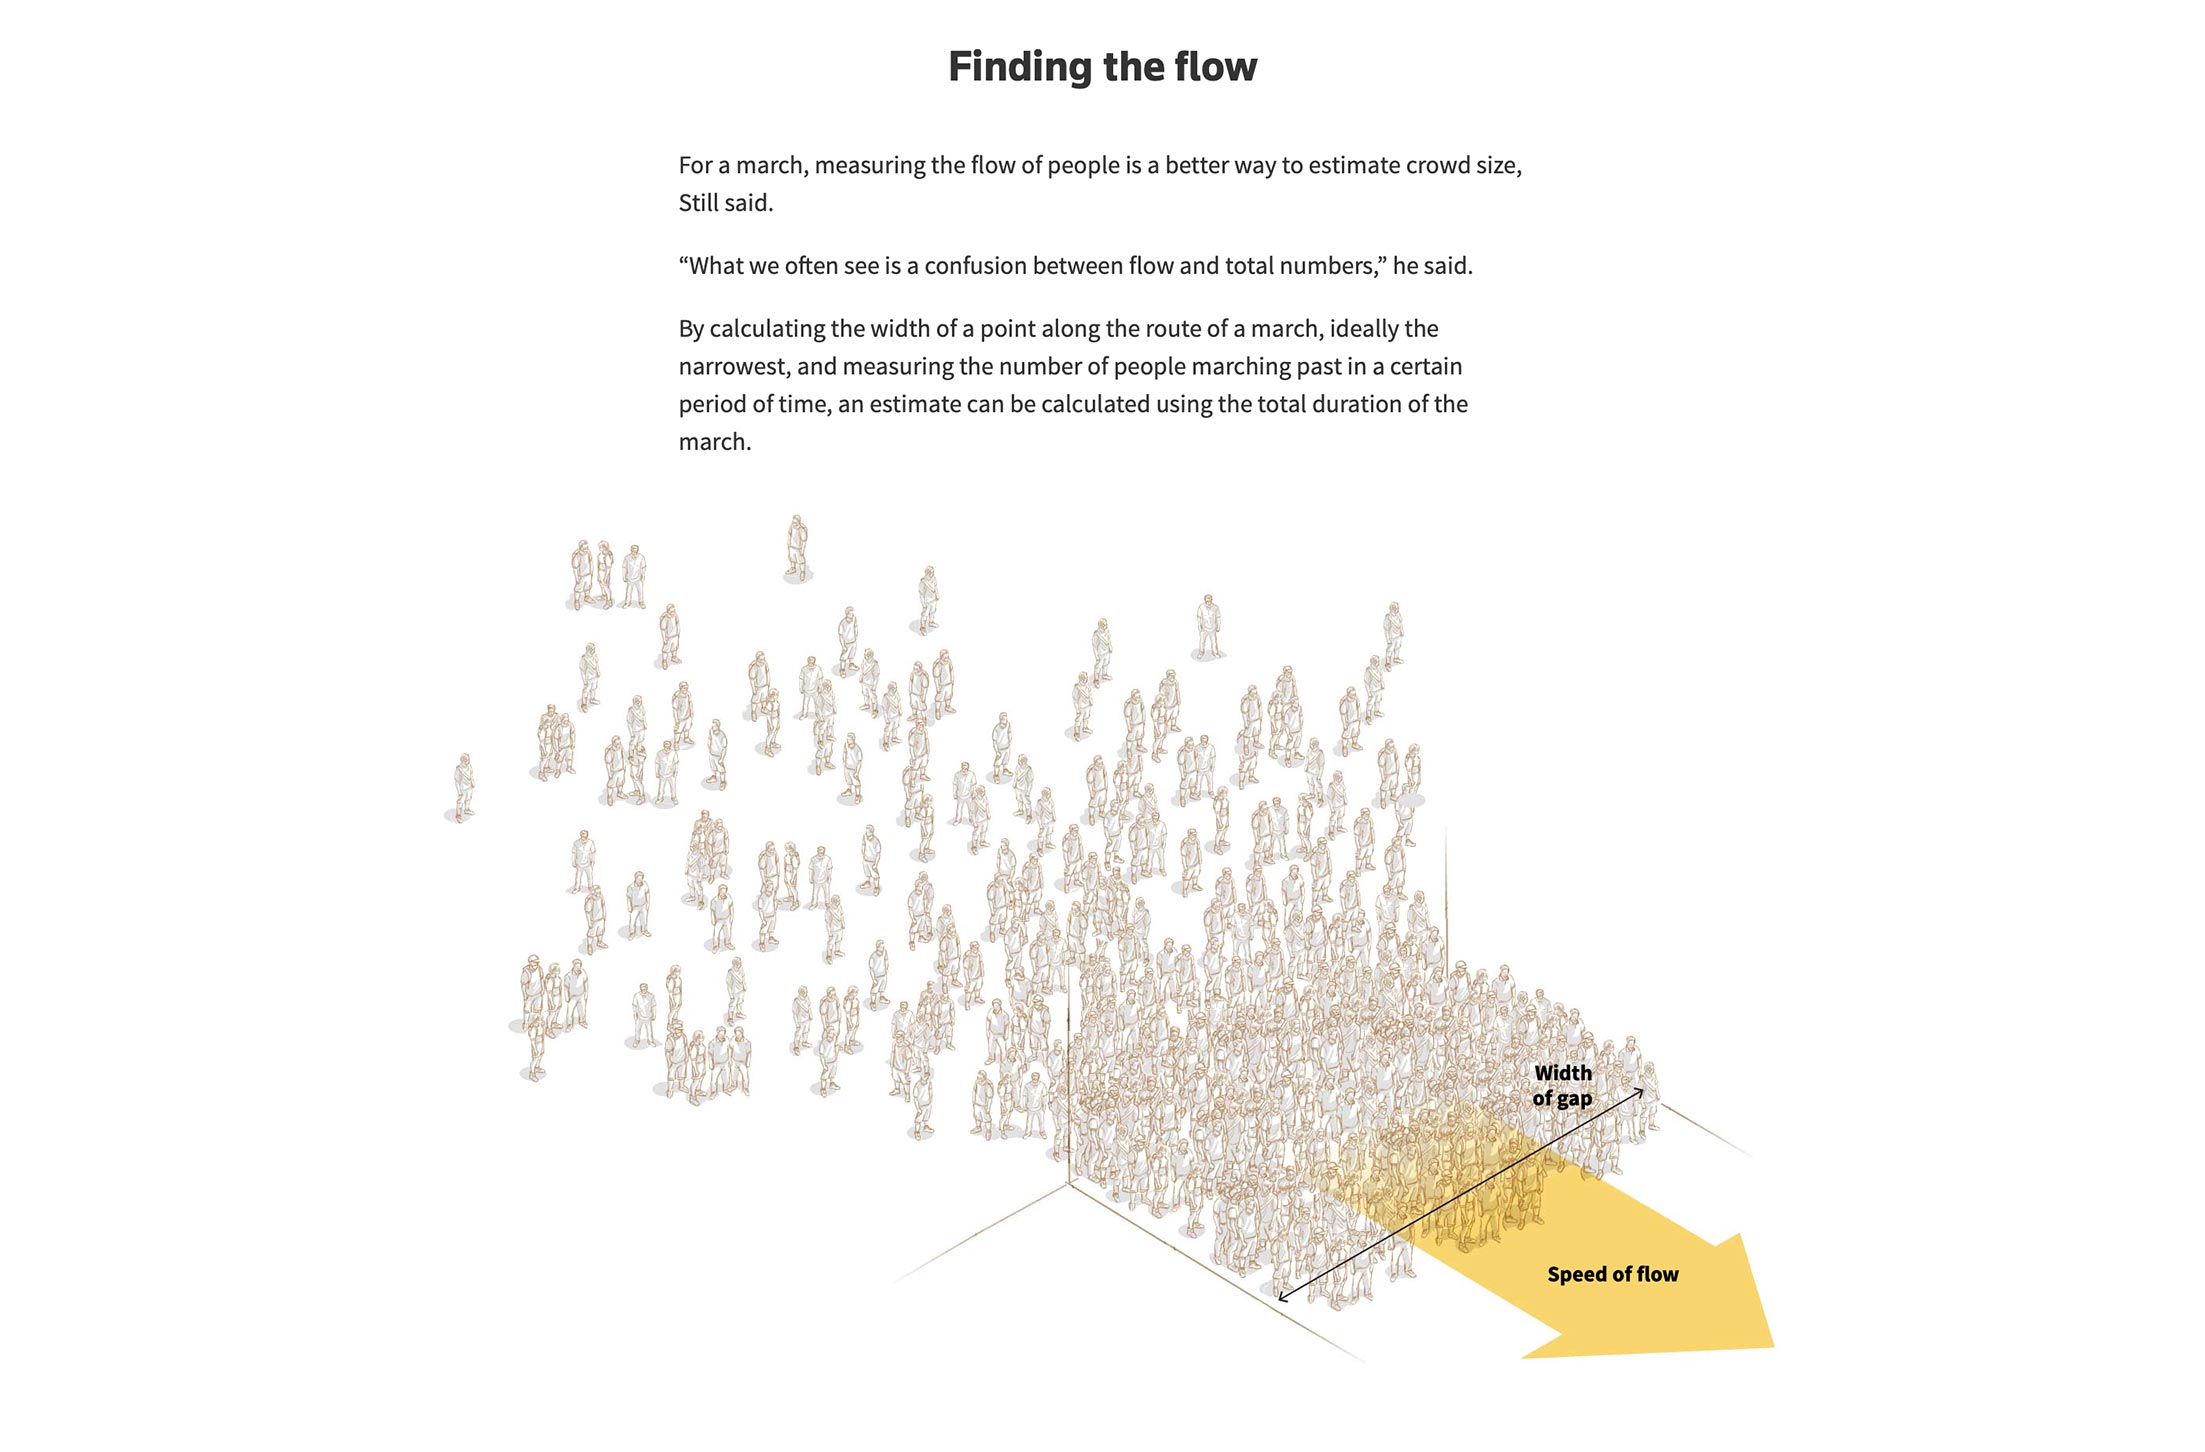 Finding the flow
For a march, measuring the flow of people is a better way to estimate crowd size,
Still said.
“What we often see is a confusion between flow and total numbers,” he said.
By calculating the width of a point along the route of a march, ideally the
narrowest, and measuring the number of people marching past in a certain
period of time, an estimate can be calculated using the total duration of the
march.
Width
of gap
Speed of flow